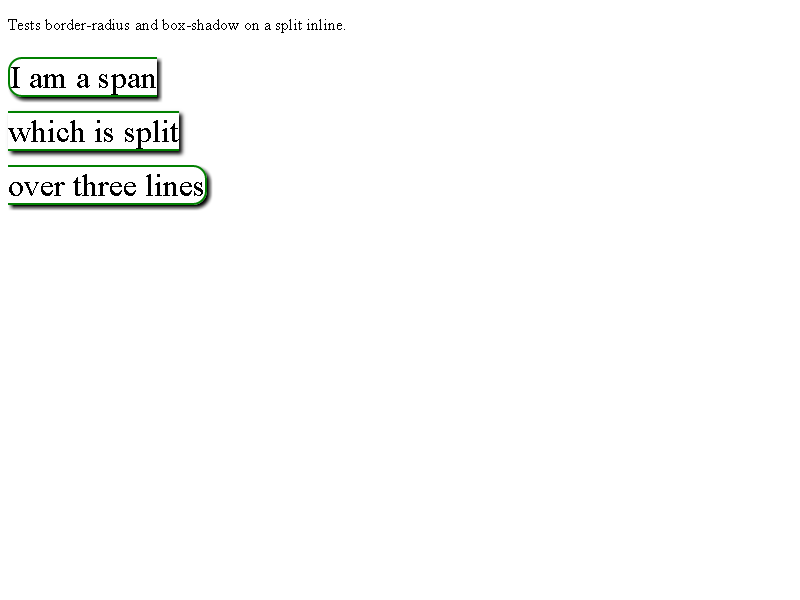 Tests border-radius and box-shadow on a split inline.
I am a span
which is split
over three lines